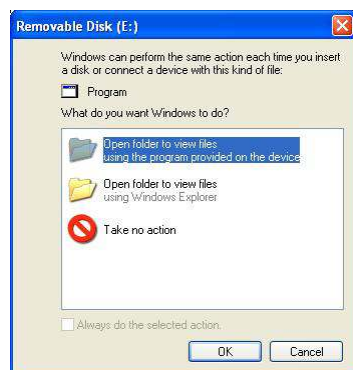 Removable Disk (E:)
Windows can perform the same action each time you insert
a disk or connect a device with this kind of file:
Program
What do you want Windows to do?
Open folder to view files
using the program provided on the device
Open folder to view files
using Windows Explorer
Take no action
Always do the selected action.
OK
Cancel